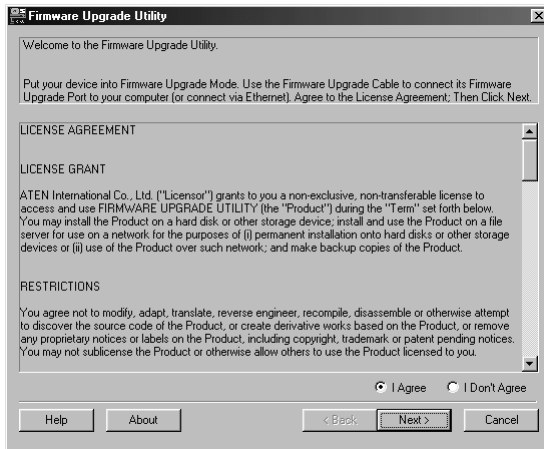 Firmware Upgrade Utility
Welcome to the Firmware Upgrade Utility.
Put your device into Firmware Upgrade Mode. Use the Firmware Upgrade Cable to connect its Firmware
Upgrade Port to your computer (or connect via Ethernet). Agree to the License Agreement; Then Click Next.
LICENSE AGREEMENT
LICENSE GRANT
ATEN International Co., Ltd. ("Licensor") grants to you a non-exclusive, non-transferable license to
access and use FIRMWARE UPGRADE UTILITY (the "Product") during the "Term" set forth below.
You may install the Product on a hard disk or other storage device; install and use the Product on a file
server for use on a network for the purposes of (i) permanent installation onto hard disks or other storage
devices or (ii) use of the Product over such network; and make backup copies of the Product.
RESTRICTIONS
You agree not to modify, adapt, translate, reverse engineer, recompile, disassemble or otherwise attempt
to discover the source code of the Product, or create derivative works based on the Product, or remove
any proprietary notices or labels on the Product, including copyright, trademark or patent pending notices.
You may not sublicense the Product or otherwise allow others to use the Product licensed to you.
I Agree I Don't Agree
Help About < Back Next > Cancel